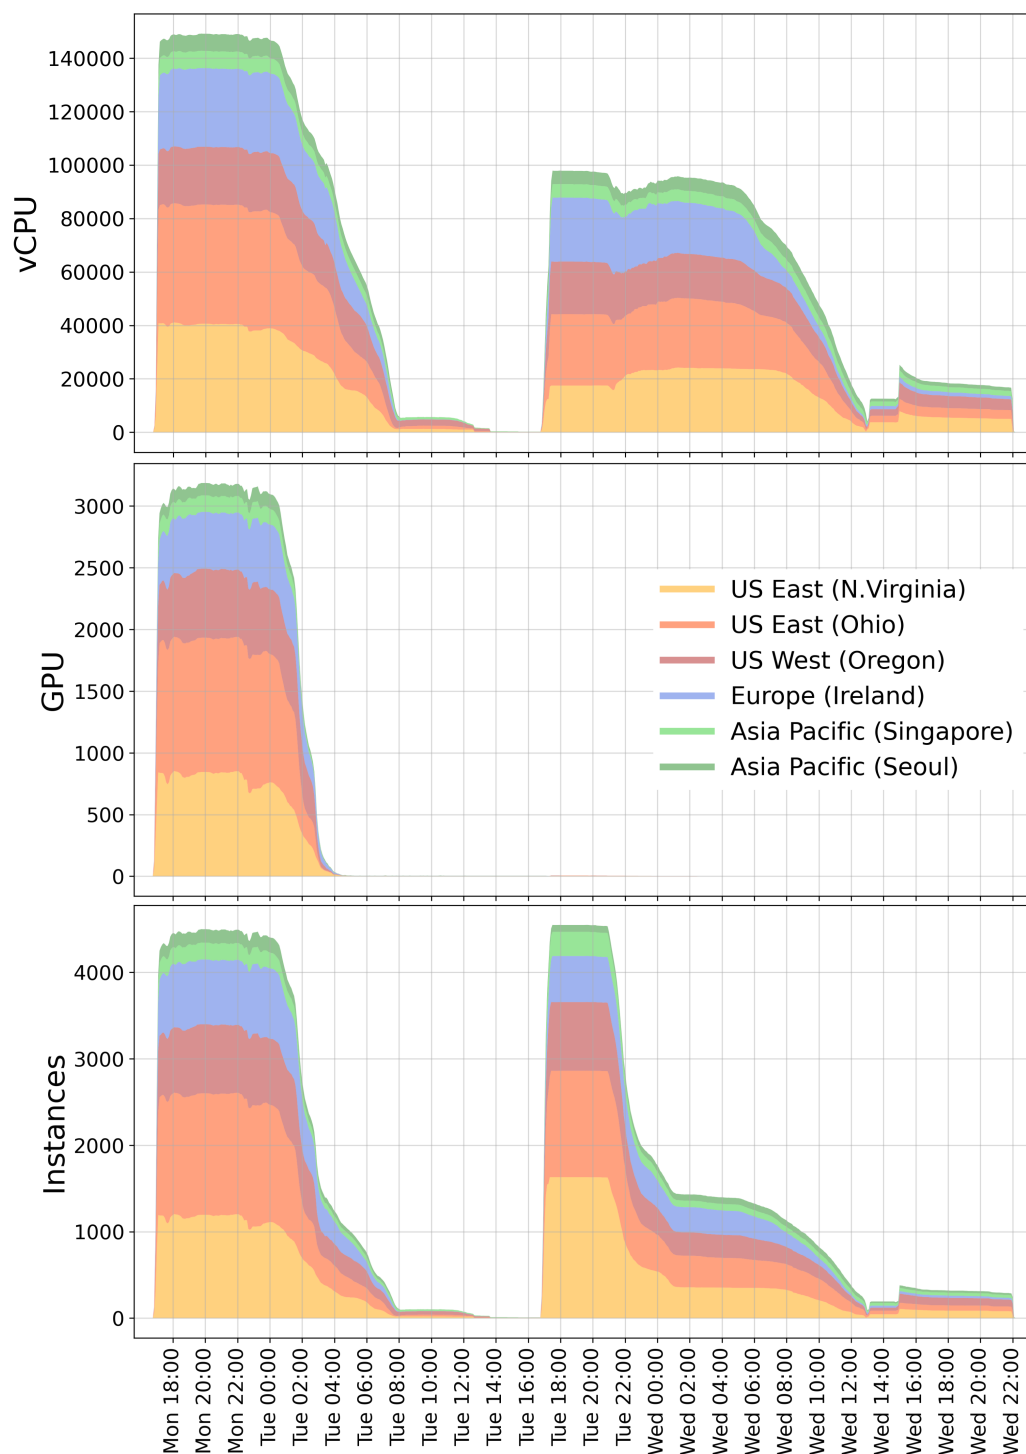 vCPU
140000
120000
100000
80000
60000
40000
20000
0
GPU
3000
2500
2000
1500
1000
500
0
US East (N.Virginia)
US East (Ohio)
US West (Oregon)
Europe (Ireland)
Asia Pacific (Singapore)
Asia Pacific (Seoul)
Instances
4000
3000
2000
1000
0
Mon 18:00
Mon 20:00
Mon 22:00
Tue 00:00
Tue 02:00
Tue 04:00
Tue 06:00
Tue 08:00
Tue 10:00
Tue 12:00
Tue 14:00
Tue 16:00
Tue 18:00
Tue 20:00
Tue 22:00
Wed 00:00
Wed 02:00
Wed 04:00
Wed 06:00
Wed 08:00
Wed 10:00
Wed 12:00
Wed 14:00
Wed 16:00
Wed 18:00
Wed 20:00
Wed 22:00